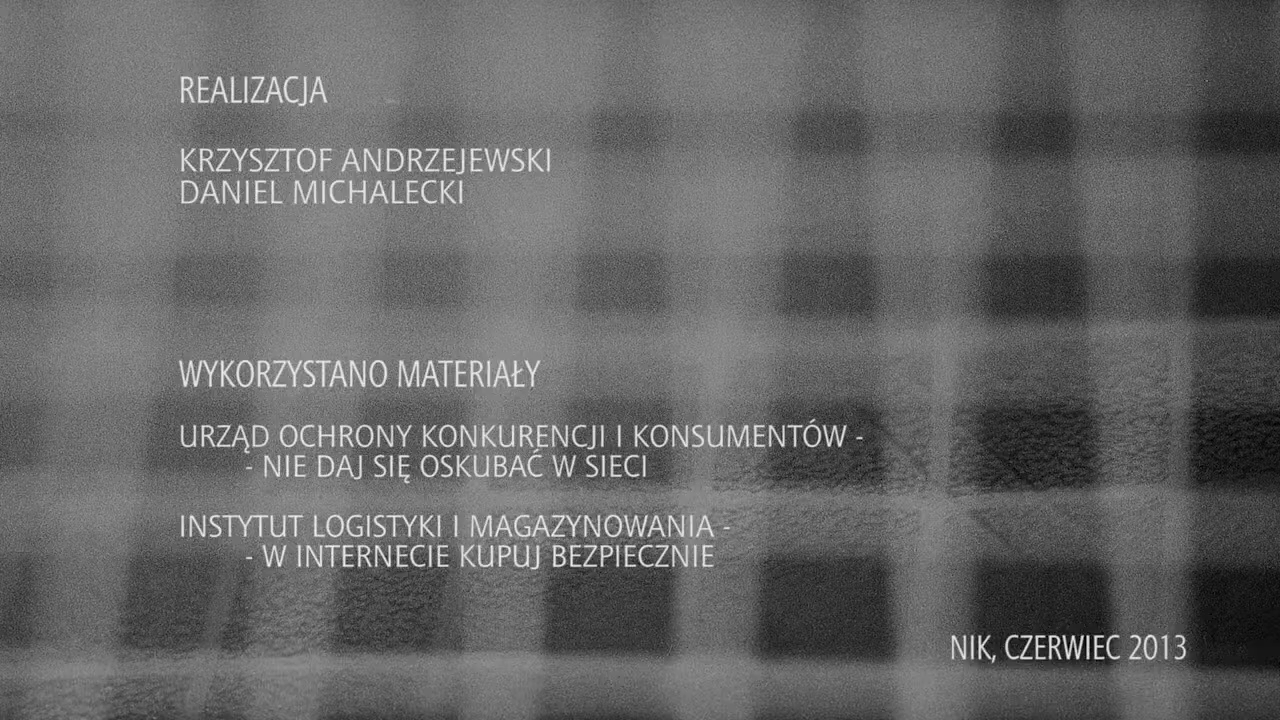 REALIZACJA
KRZYSZTOF ANDRZEJEWSKI
DANIEL MICHALECKI
WYKORZYSTANO MATERIAŁY
URZĄD OCHRONY KONKURENCJI I KONSUMENTÓW -
- NIE DAJ SIĘ OSKUBAĆ W SIECI
INSTYTUT LOGISTYKI I MAGAZYNOWANIA -
- W INTERNECIE KUPUJ BEZPIECZNIE
NIK, CZERWIEC 2013